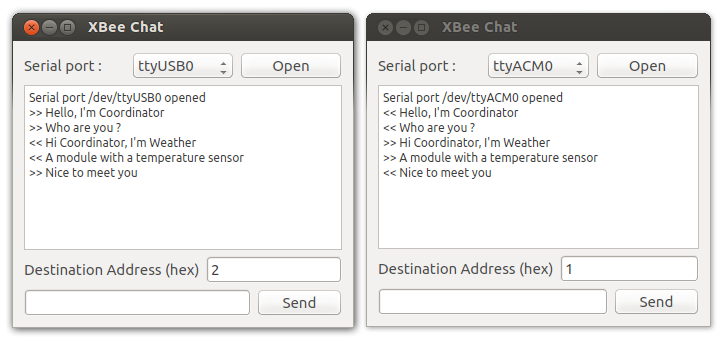 XBee Chat
Serial port : ttyUSB0 Open
Serial port /dev/ttyUSB0 opened
>> Hello, I'm Coordinator
>> Who are you ?
<< Hi Coordinator, I'm Weather
<< A module with a temperature sensor
>> Nice to meet you
Destination Address (hex) 2
Send
XBee Chat
Serial port : ttyACM0 Open
Serial port /dev/ttyACM0 opened
<< Hello, I'm Coordinator
<< Who are you ?
>> Hi Coordinator, I'm Weather
>> A module with a temperature sensor
<< Nice to meet you
Destination Address (hex) 1
Send